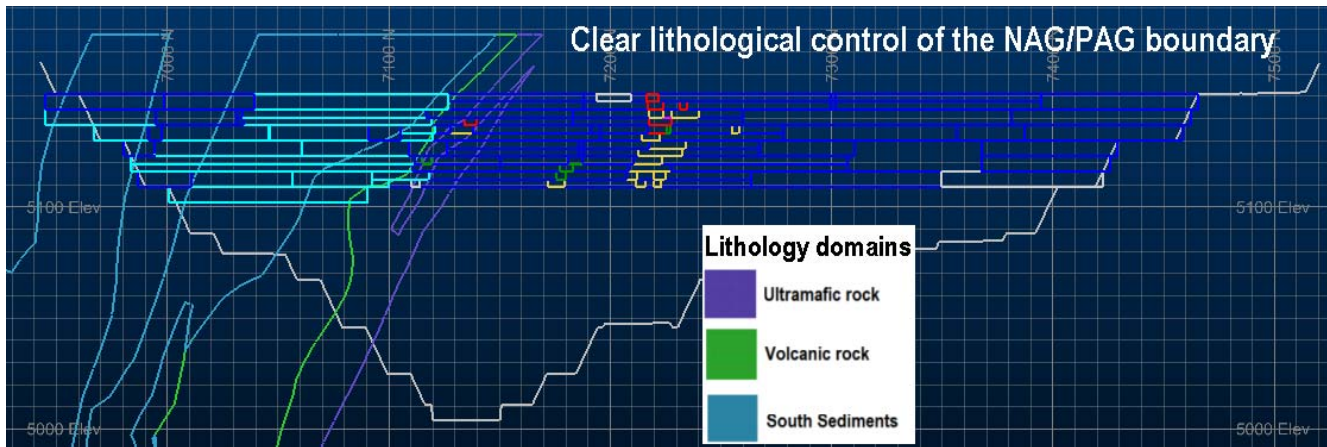 Clear lithological control of the NAG/PAG boundary
7000 N
7100 N
7200 N
7300 N
7400 N
7500 N
5100 Elev
5100 Elev
Lithology domains
Ultramafic rock
Volcanic rock
South Sediments
5000 Elev
5000 Elev